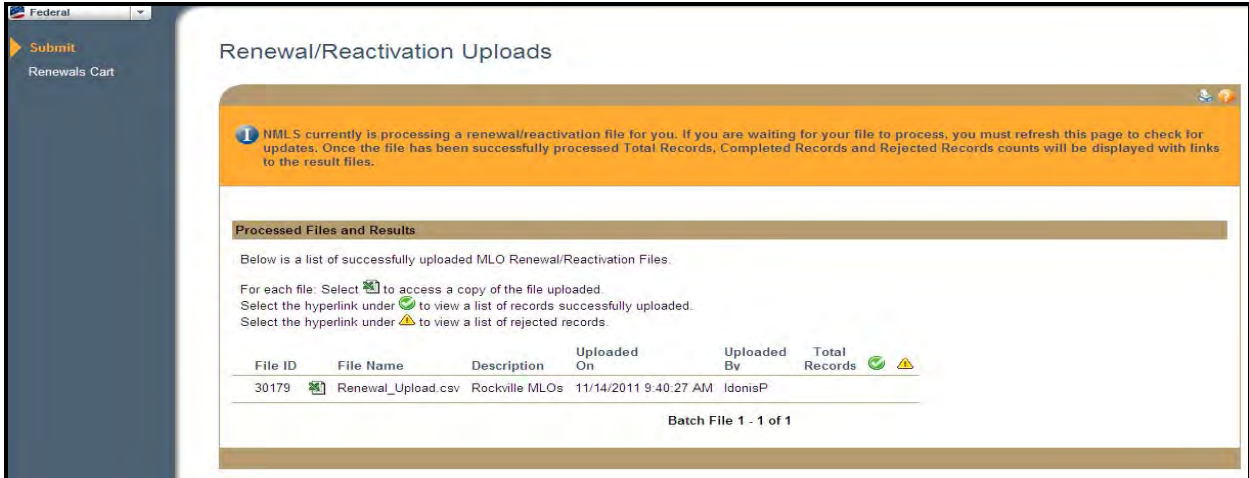 Federal
Submit
Renewals Cart
Renewal/Reactivation Uploads
NMLS currently is processing a renewal/reactivation file for you. If you are waiting for your file to process, you must refresh this page to check for
updates. Once the file has been successfully processed Total Records, Completed Records and Rejected Records counts will be displayed with links
to the result files.
Processed Files and Results
Below is a list of successfully uploaded MLO Renewal/Reactivation Files.
For each file: Select to access a copy of the file uploaded.
Select the hyperlink under to view a list of records successfully uploaded.
Select the hyperlink under to view a list of rejected records.
File ID File Name Description Uploaded On Uploaded By Total Records
30179 Renewal_Upload.csv Rockville MLOs 11/14/2011 9:40:27 AM IdonisP
Batch File 1 - 1 of 1